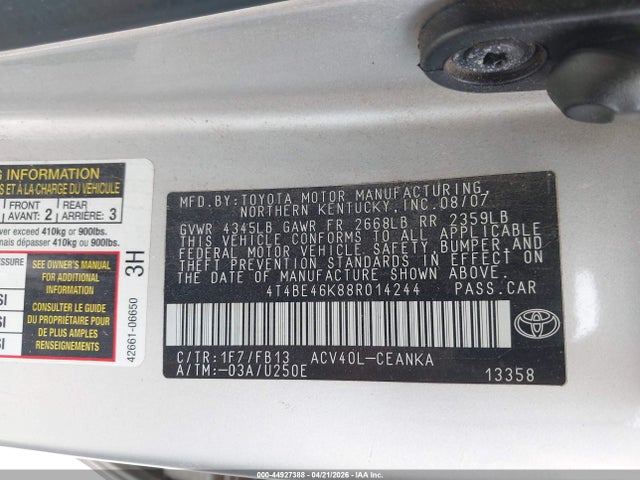 G INFORMATION
S ET À LA CHARGE DU VÉHICULE
FRONT
AVANT: 2
REAR
ARRIÈRE: 3
ver exceed 410kg or 900lbs.
mais dépasser 410kg ou 900lbs.
ESSURE
SEE OWNER'S MANUAL
FOR ADDITIONAL
INFORMATION
CONSULTER LE GUIDE
DU PROPRIÉTAIRE POUR
DE PLUS AMPLES
RENSEIGNEMENTS
SI
SI
SI
3H
42661-06650
MFD.BY:TOYOTA MOTOR MANUFACTURING,
NORTHERN KENTUCKY,INC.08/07
GVWR 4345LB GAWR FR 2668LB RR 2359LB
THIS VEHICLE CONFORMS TO ALL APPLICABLE
FEDERAL MOTOR VEHICLE SAFETY,BUMPER,AND
THEFT PREVENTION STANDARDS IN EFFECT ON
THE DATE OF MANUFACTURE SHOWN ABOVE.
4T4BE46K88R014244 PASS.CAR
C/TR:1F7/FB13 ACV40L-CEANKA
A/TM:-03A/U250E
13358
TOYOTA
000-44927388 - 04/21/2026 - IAA, Inc.